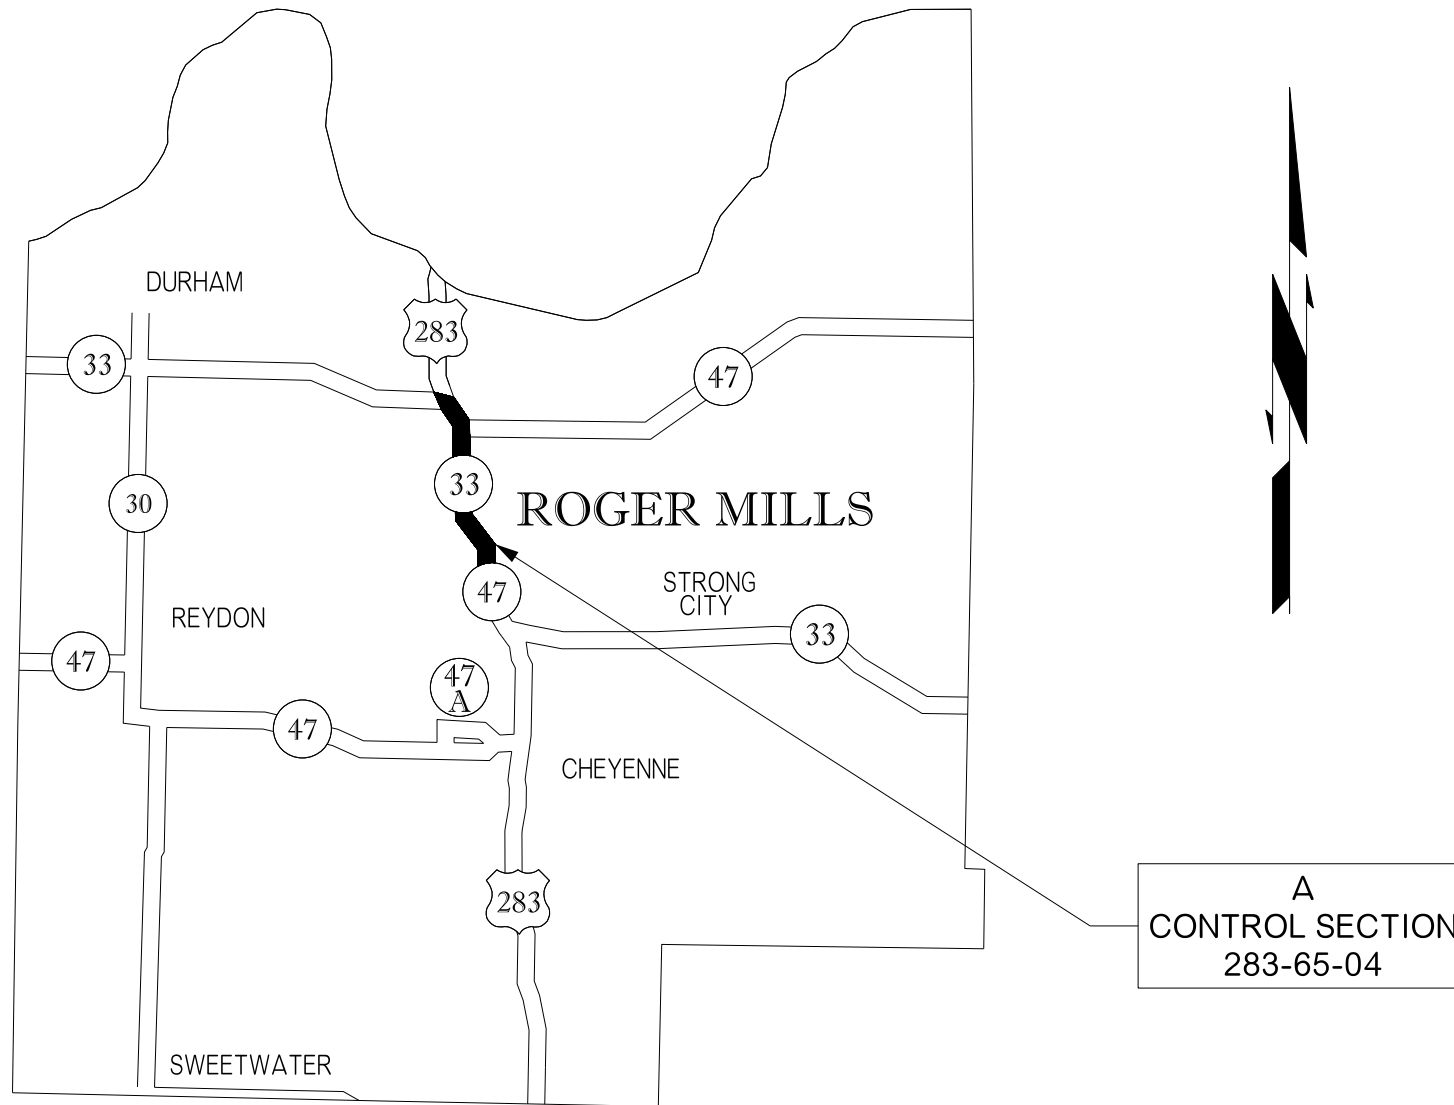 DURHAM
283
33
47
33
30
ROGER MILLS
STRONG
CITY
47
REYDON
33
47
47
A
47
CHEYENNE
A
CONTROL SECTION
283-65-04
283
SWEETWATER